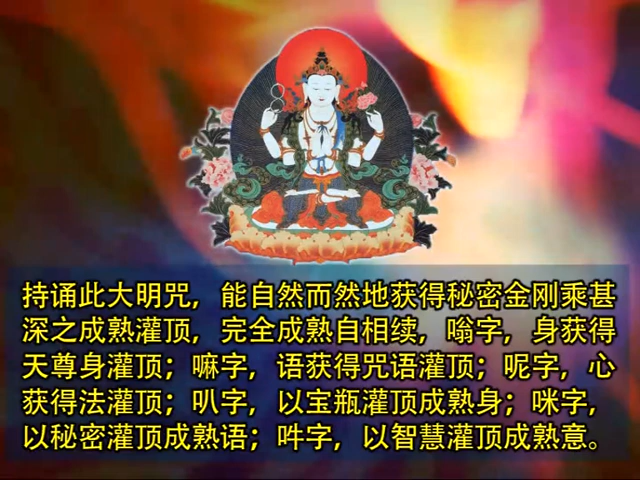 持诵此大明咒，能自然而然地获得秘密金刚乘甚
深之成熟灌顶，完全成熟自相续，嗡字，身获得
天尊身灌顶；嘛字，语获得咒语灌顶；呢字，心
获得法灌顶；叭字，以宝瓶灌顶成熟身；咪字，
以秘密灌顶成熟语；吽字，以智慧灌顶成熟意。